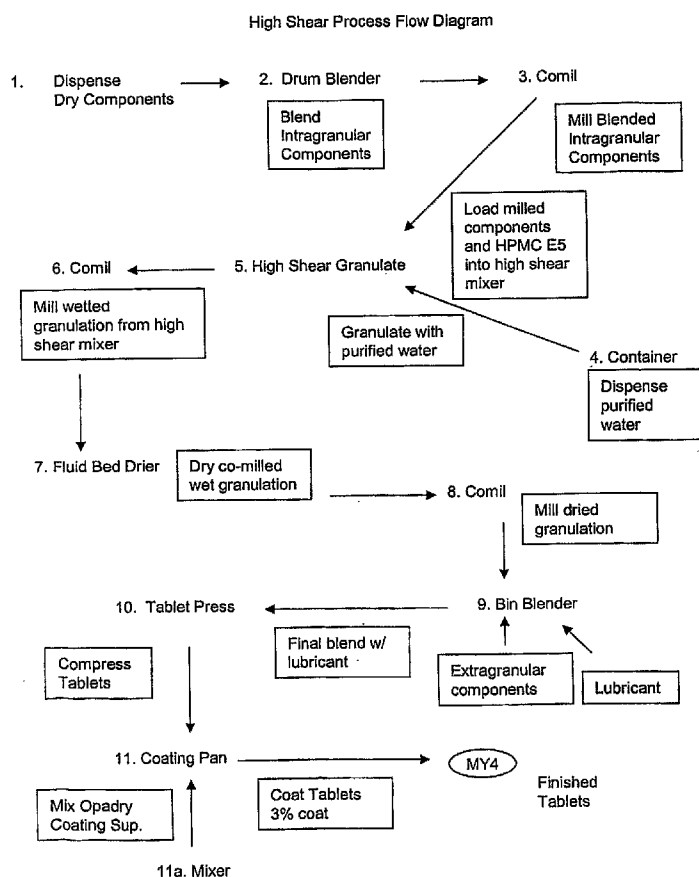 High Shear Process Flow Diagram
1. Dispense
Dry Components
2. Drum Blender
Blend
Intragranular
Components
3. Comil
Mill Blended
Intragranular
Components
Load milled
components
and HPMC E5
into high shear
mixer
6. Comil
5. High Shear Granulate
Mill wetted
granulation from high
shear mixer
Granulate with
purified water
4. Container
Dispense
purified
water
7. Fluid Bed Drier
Dry co-milled
wet granulation
8. Comil
Mill dried
granulation
10. Tablet Press
9. Bin Blender
Compress
Tablets
Final blend w/
lubricant
Extragranular
components
Lubricant
11. Coating Pan
MY4
Finished
Tablets
Mix Opadry
Coating Sup.
Coat Tablets
3% coat
11a. Mixer